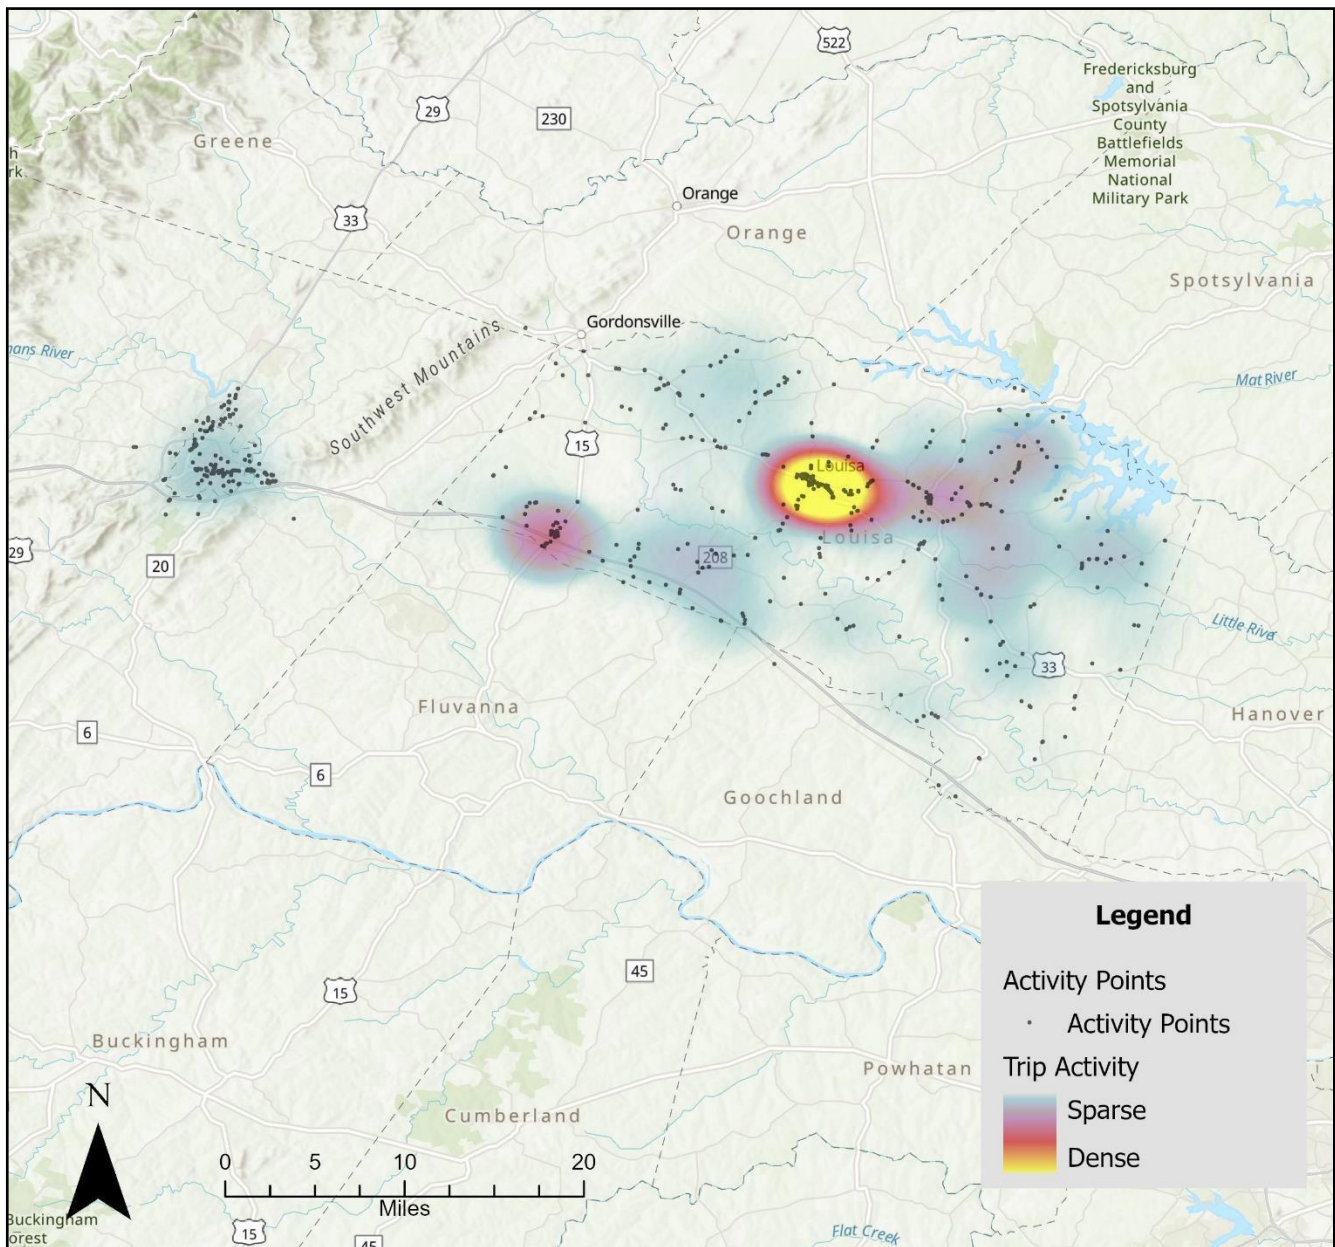 522
Fredericksburg
and
Spotsylvania
County
Battlefields
Memorial
National
Military Park
29
230
Greene
h
rk
Orange
33
Orange
Spotsylvania
Gordonsville
Southwest Mountains
Mat River
15
Louisa
Louisa
208
29
20
Little River
33
Fluvanna
Hanover
6
6
Goochland
45
15
Buckingham
Powhatan
Cumberland
N
0 5 10 20
Miles
Buckingham
orest
15
45
Flat Creek
Legend
Activity Points
Activity Points
Trip Activity
Sparse
Dense